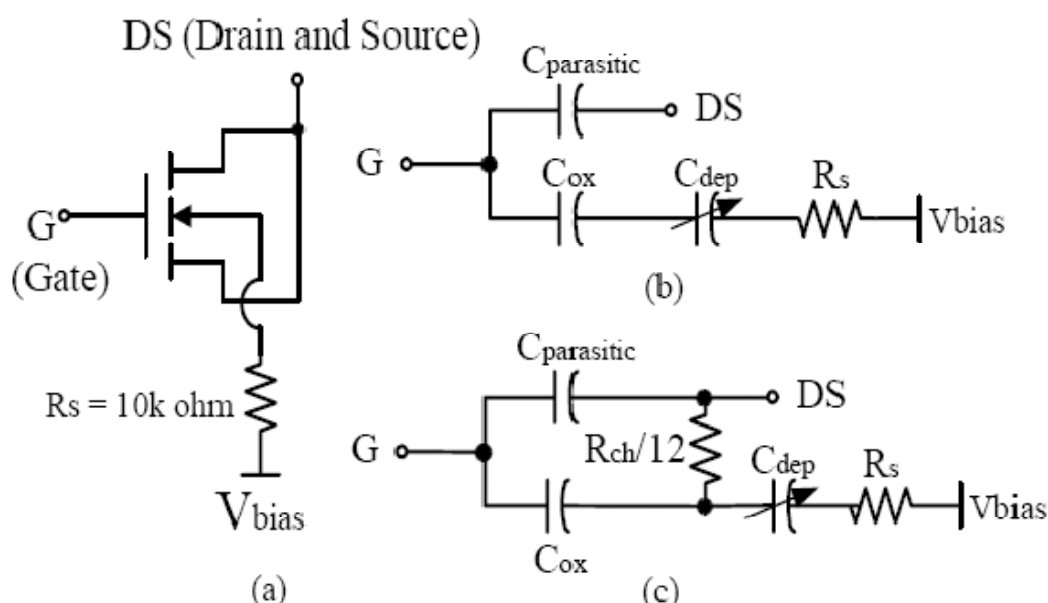 DS (Drain and Source)
G
(Gate)
Rs = 10k ohm
Vbias
(a)
Cparasitic
DS
G
Cox
Cdep
Rs
Vbias
(b)
Cparasitic
DS
G
Rch/12
Cdep
Rs
Vbias
Cox
(c)